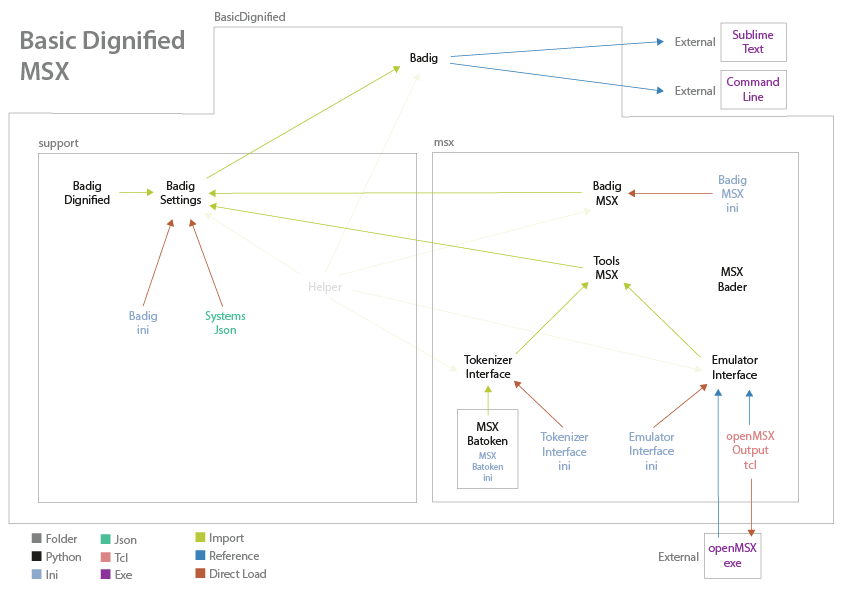 BasicDignified
Basic Dignified
MSX
Badig
External
Sublime
Text
External
Command
Line
support
msx
Badig
Dignified
Badig
Settings
Badig
MSX
Badig
MSX
ini
Tools
MSX
MSX
Bader
Helper
Badig
ini
Systems
Json
Tokenizer
Interface
Emulator
Interface
MSX
Batoken
MSX
Batoken
ini
Tokenizer
Interface
ini
Emulator
Interface
ini
openMSX
Output
tcl
External
openMSX
exe
Folder
Json
Import
Python
Tcl
Reference
Ini
Exe
Direct Load